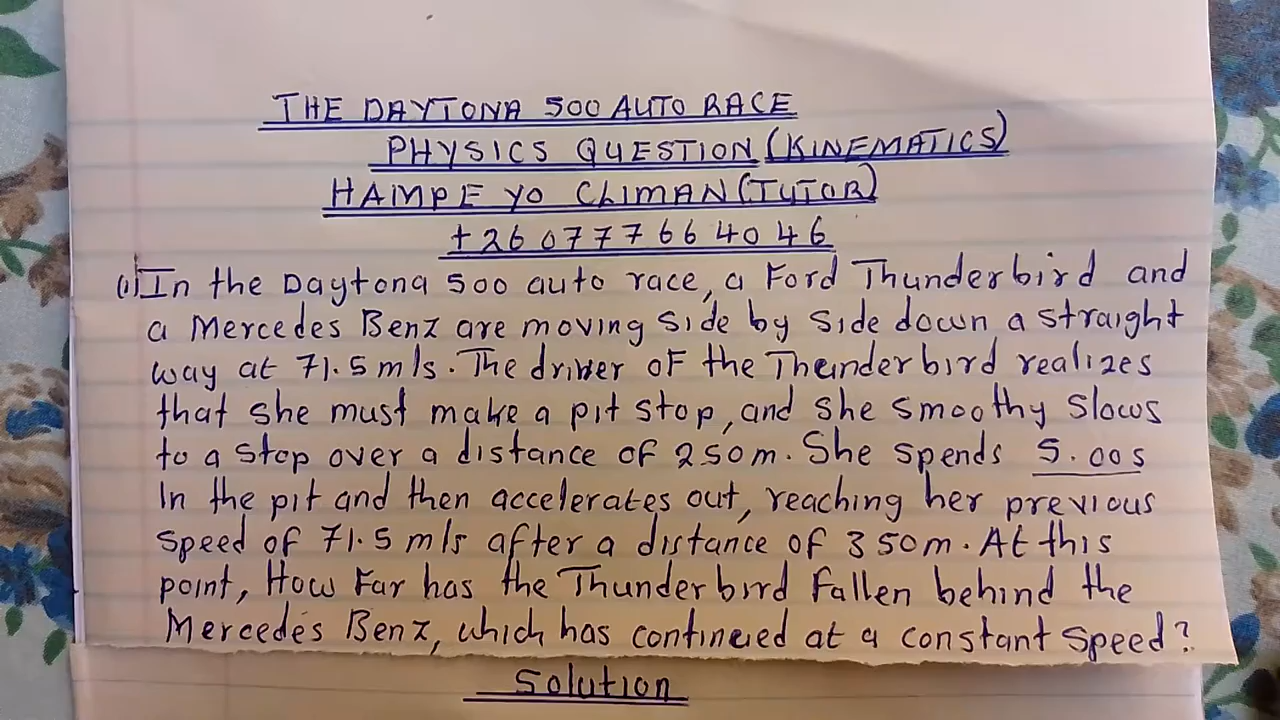 THE DAYTONA 500 AUTO RACE
PHYSICS QUESTION (KINEMATICS)
HAMPE YO CLIMAN (TUTOR)
+260777664046
(1) In the Daytona 500 auto race, a Ford Thunderbird and
a Mercedes Benz are moving side by side down a straight
way at 71.5 m/s. The driver of the Thunderbird realizes
that she must make a pit stop, and she smoothy slows
to a stop over a distance of 250m. She spends 5.00s
In the pit and then accelerates out, reaching her previous
speed of 71.5 m/s after a distance of 350m. At this
point, How Far has the Thunderbird fallen behind the
Mercedes Benz, which has continued at a constant speed?
Solution